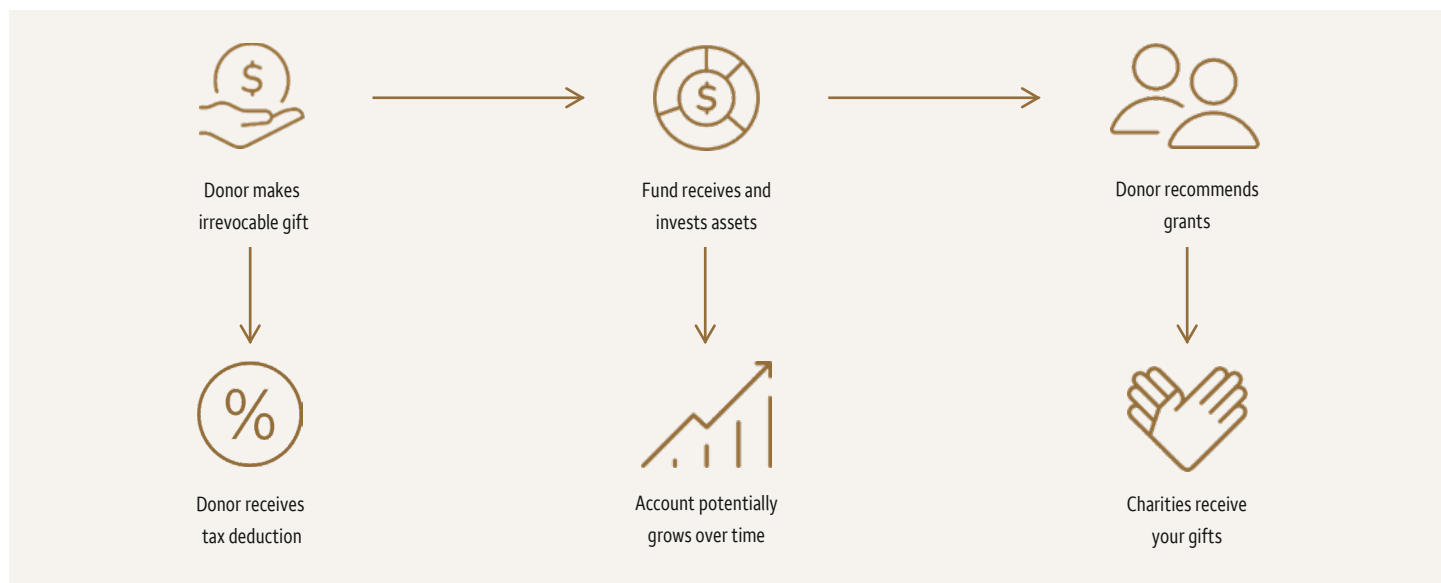 $
$
Donor makes
irrevocable gift
Fund receives and
invests assets
Donor recommends
grants
%
Donor receives
tax deduction
Account potentially
grows over time
Charities receive
your gifts